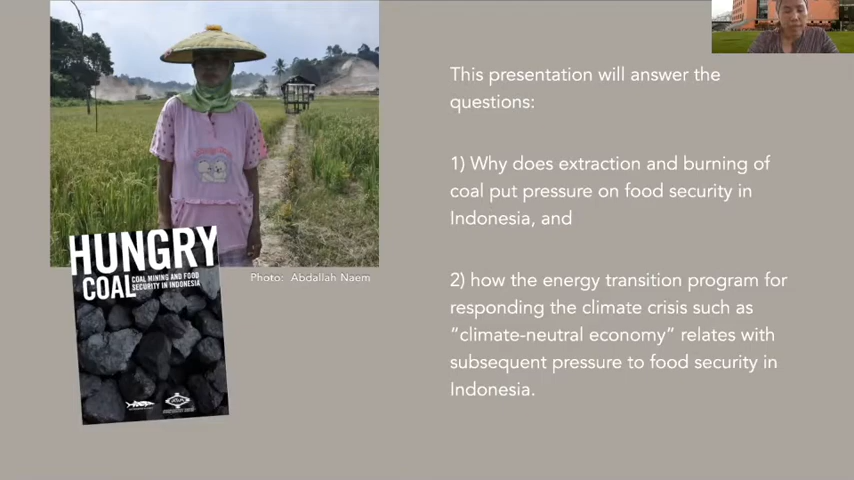 HUNGRY
COAL
COAL MINING AND FOOD
SECURITY IN INDONESIA
Photo: Abdallah Naem
This presentation will answer the
questions:
1) Why does extraction and burning of
coal put pressure on food security in
Indonesia, and
2) how the energy transition program for
responding the climate crisis such as
“climate-neutral economy” relates with
subsequent pressure to food security in
Indonesia.